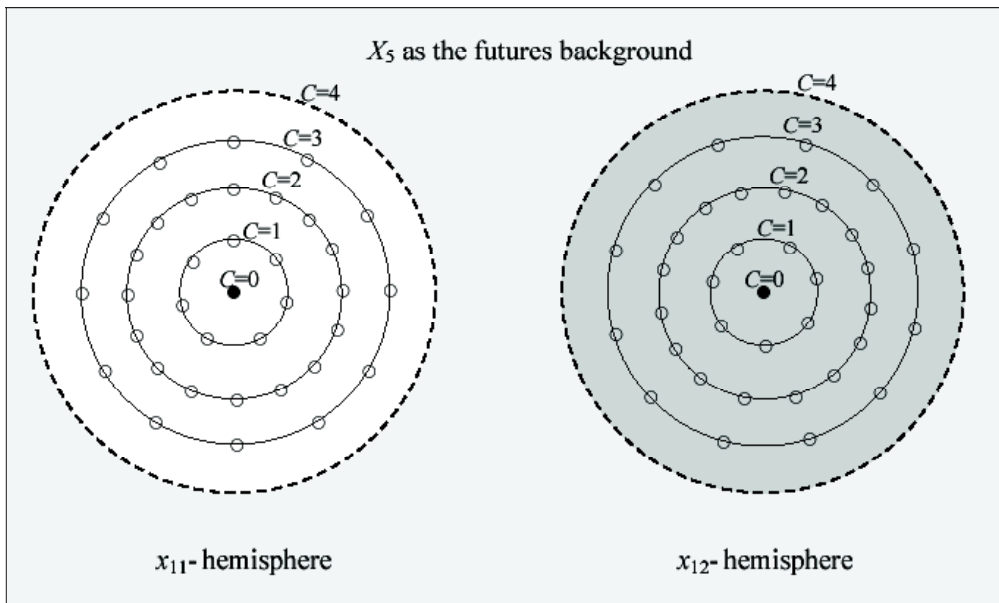 X₅ as the futures background
C=4
C=3
C=2
C=1
C=0
C=4
C=3
C=2
C=1
C=0
x₁₁- hemisphere
x₁₂- hemisphere